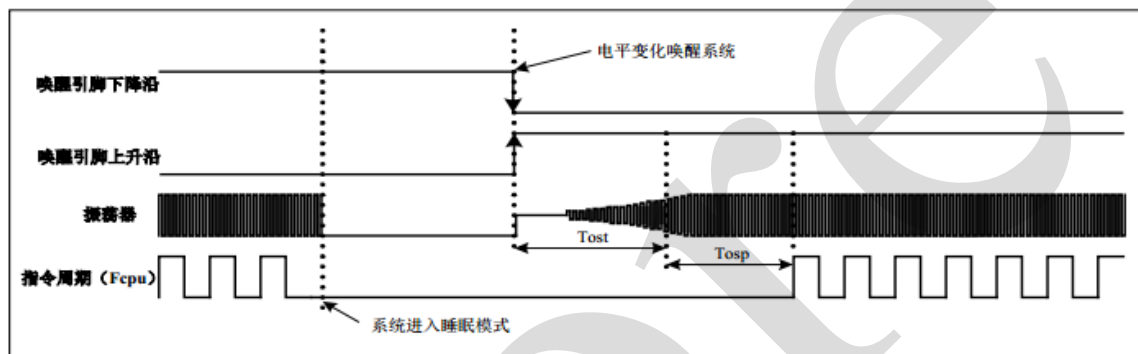 电平变化唤醒系统
唤醒引脚下降沿
唤醒引脚上升沿
振荡器
Tost
Tosp
指令周期（Fcpu）
系统进入睡眠模式